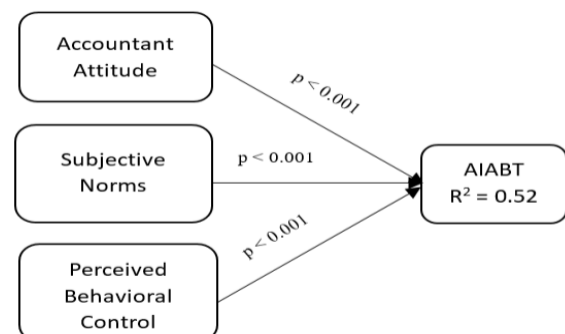 Accountant
Attitude
p < 0.001
Subjective
Norms
p < 0.001
AIABT
R² = 0.52
p < 0.001
Perceived
Behavioral
Control